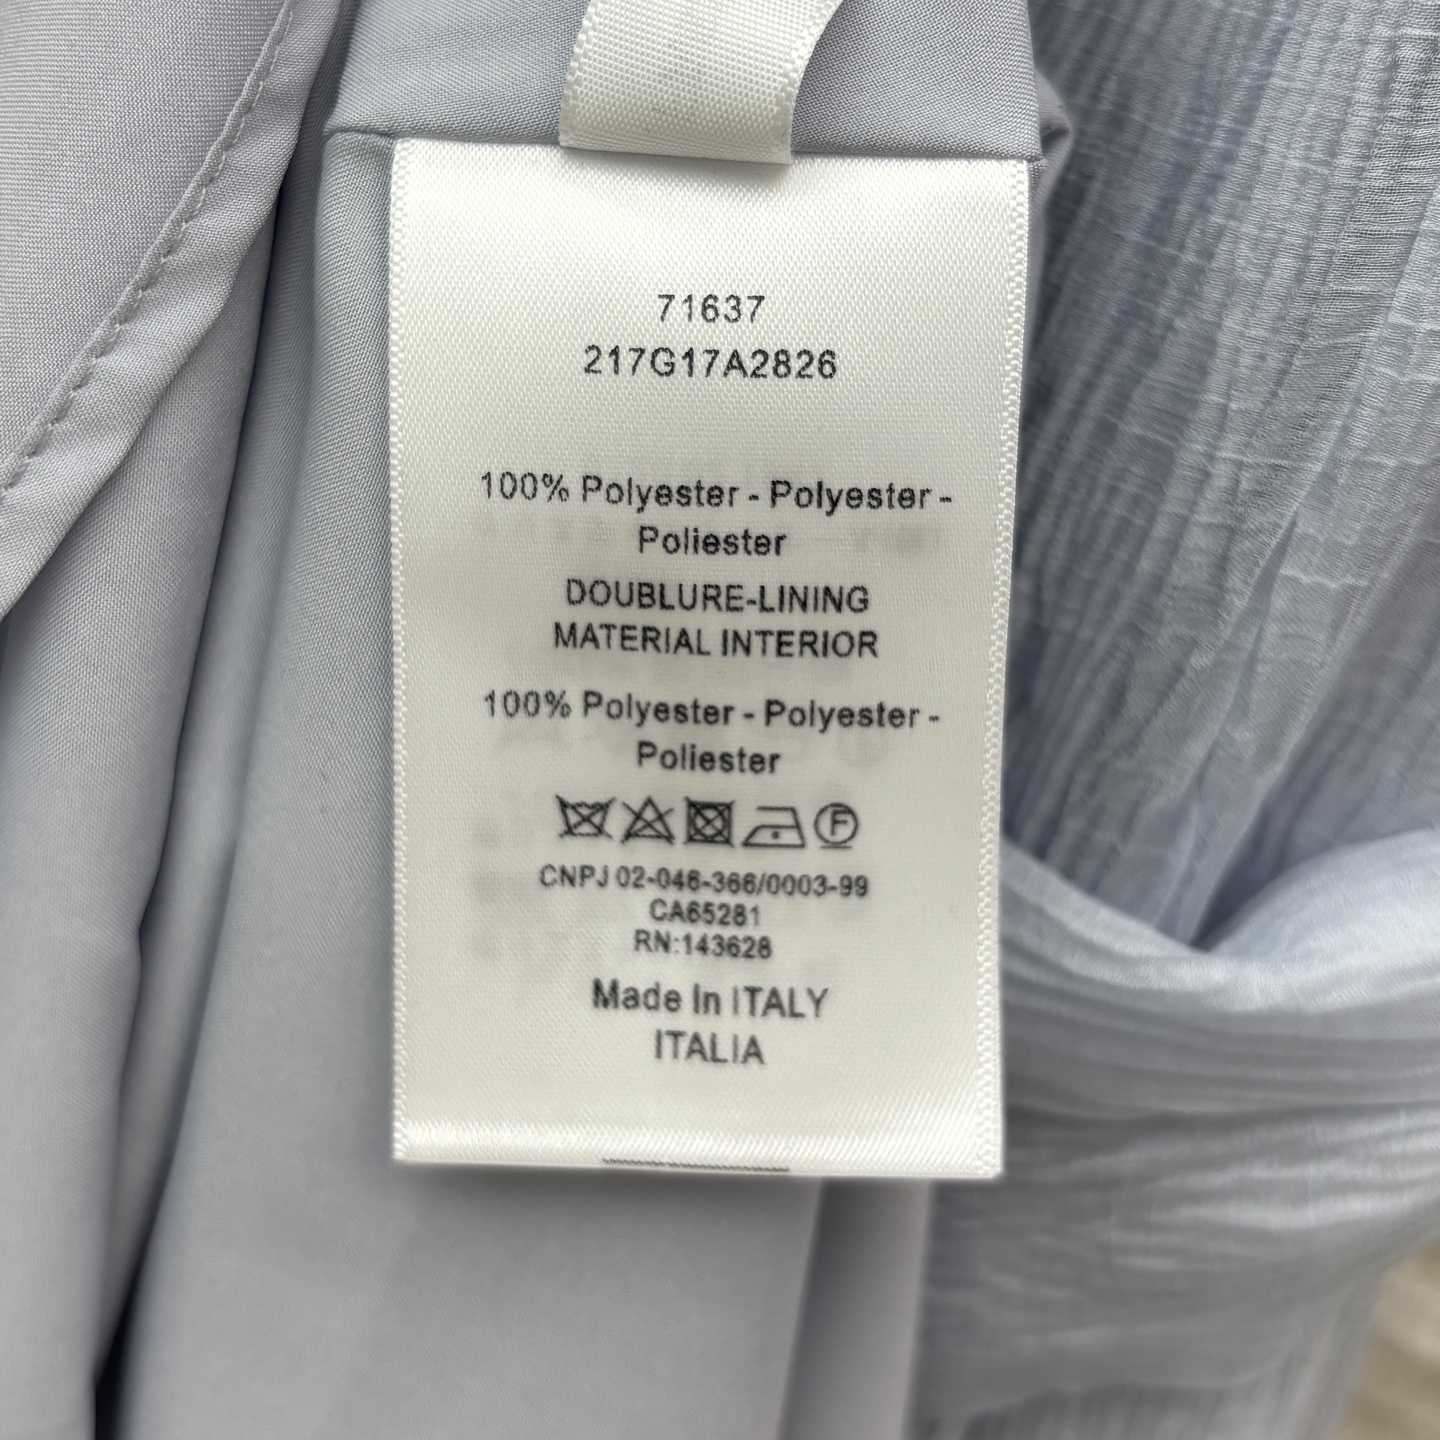 71637
217G17A2826
100% Polyester - Polyester -
Poliester
DOUBLURE-LINING
MATERIAL INTERIOR
100% Polyester - Polyester -
Poliester
F
CNPJ 02-046-366/0003-99
CA65281
RN:143628
Made In ITALY
ITALIA